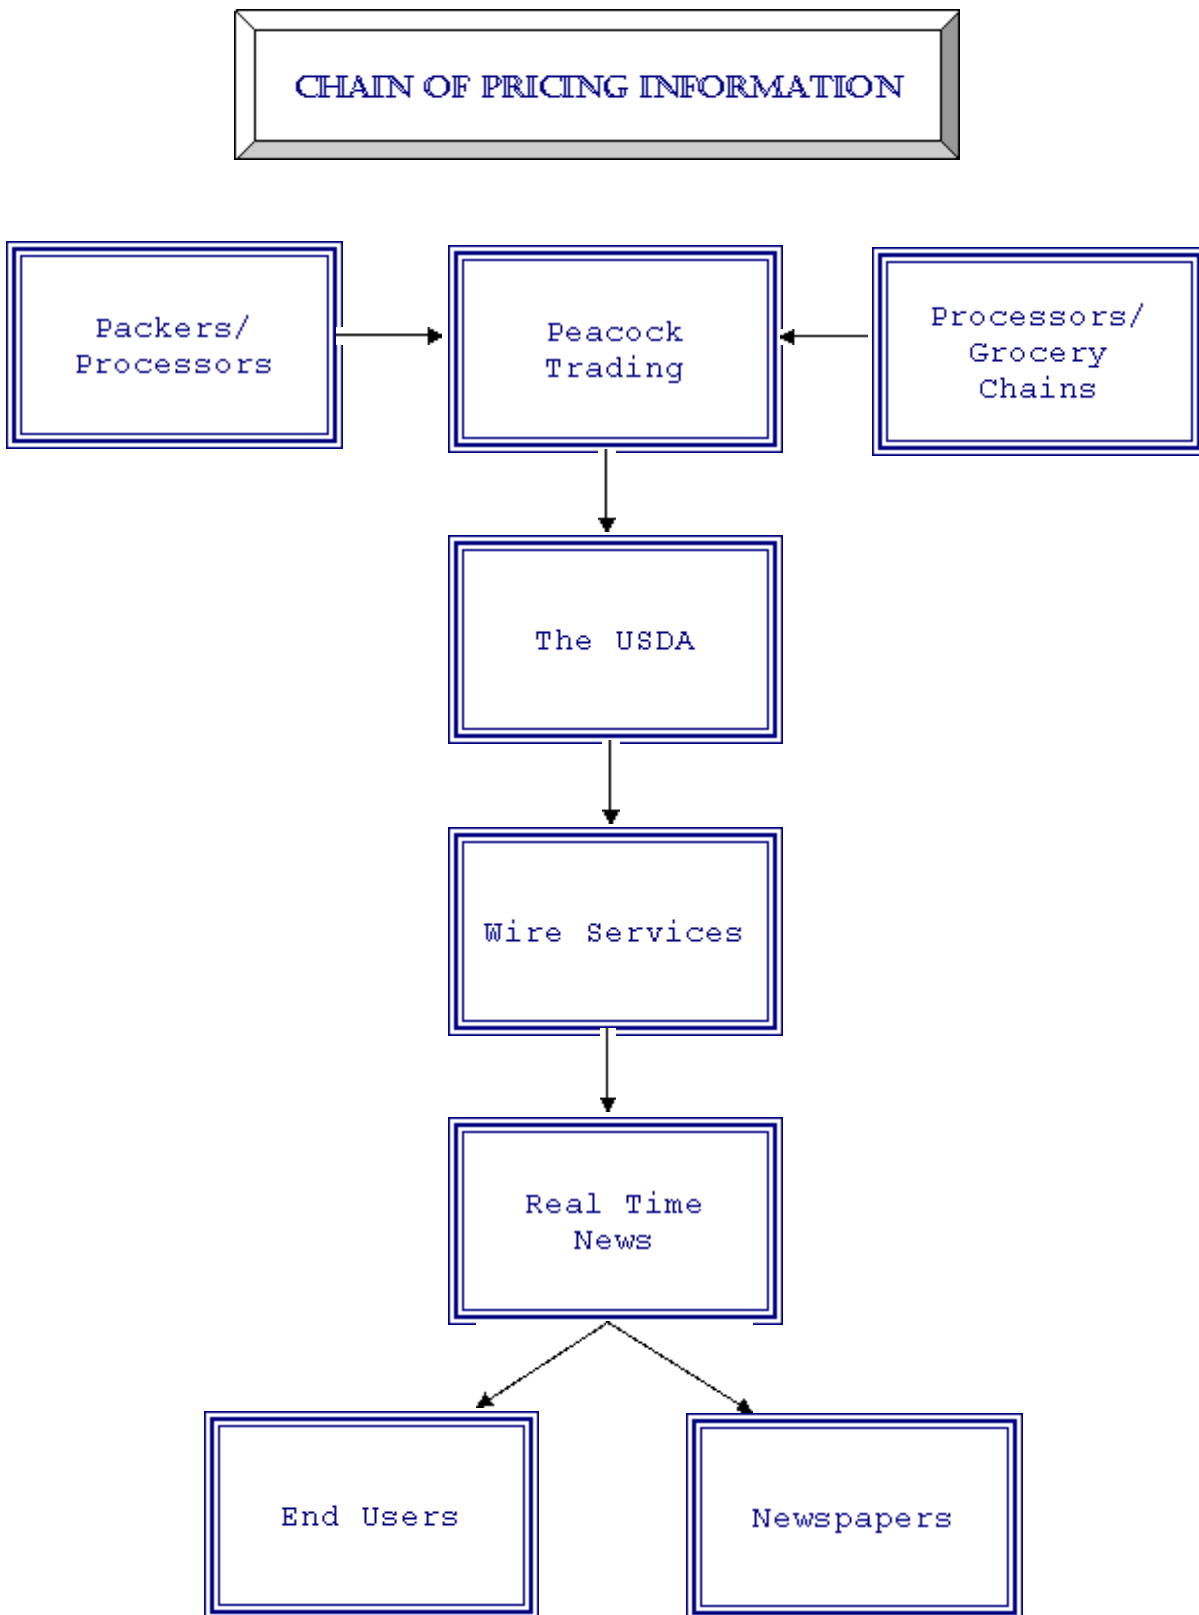 CHAIN OF PRICING INFORMATION
Packers/
Processors
Peacock
Trading
Processors/
Grocery
Chains
The USDA
Wire Services
Real Time
News
End Users
Newspapers